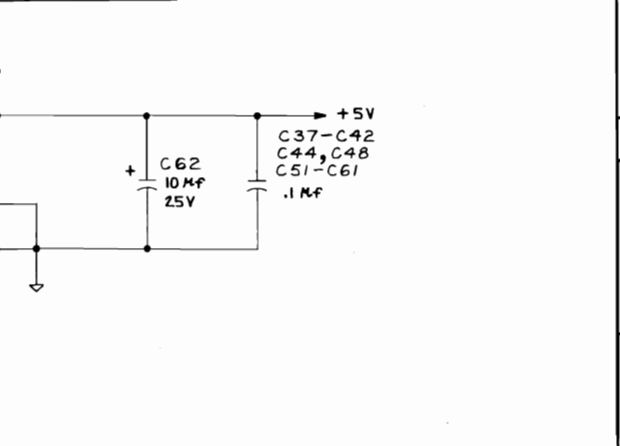 +5V
C37-C42
C44, C48
C51-C61
.1 Mf
+
C62
10 Mf
25V